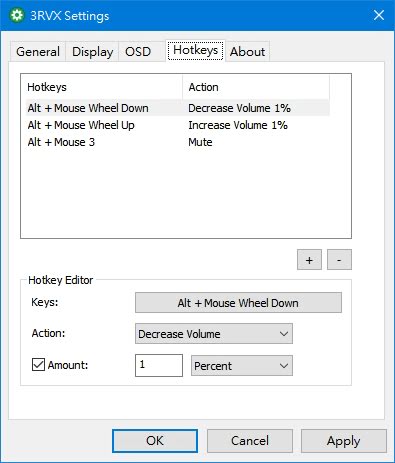 3RVX Settings
General Display OSD Hotkeys About
Hotkeys Action
Alt + Mouse Wheel Down Decrease Volume 1%
Alt + Mouse Wheel Up Increase Volume 1%
Alt + Mouse 3 Mute
+ -
Hotkey Editor
Keys: Alt + Mouse Wheel Down
Action: Decrease Volume
Amount: 1 Percent
OK Cancel Apply